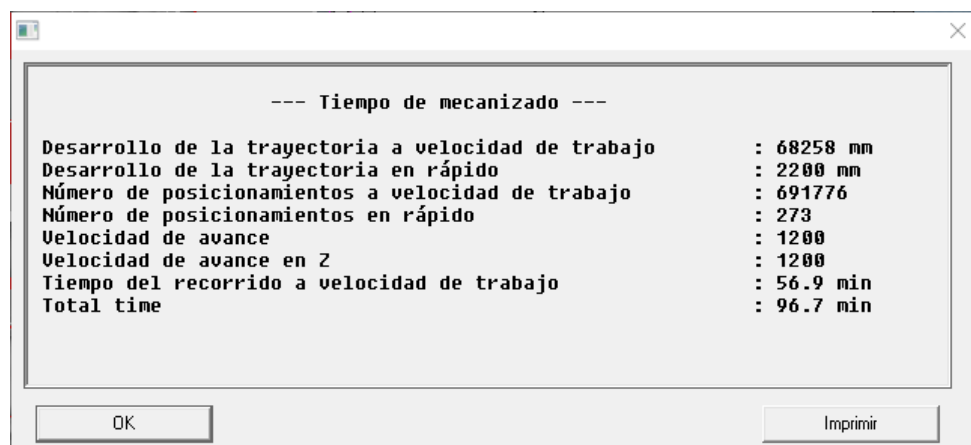 --- Tiempo de mecanizado ---
Desarrollo de la trayectoria a velocidad de trabajo : 68258 mm
Desarrollo de la trayectoria en rápido : 2200 mm
Número de posicionamientos a velocidad de trabajo : 691776
Número de posicionamientos en rápido : 273
Velocidad de avance : 1200
Velocidad de avance en Z : 1200
Tiempo del recorrido a velocidad de trabajo : 56.9 min
Total time : 96.7 min
OK Imprimir